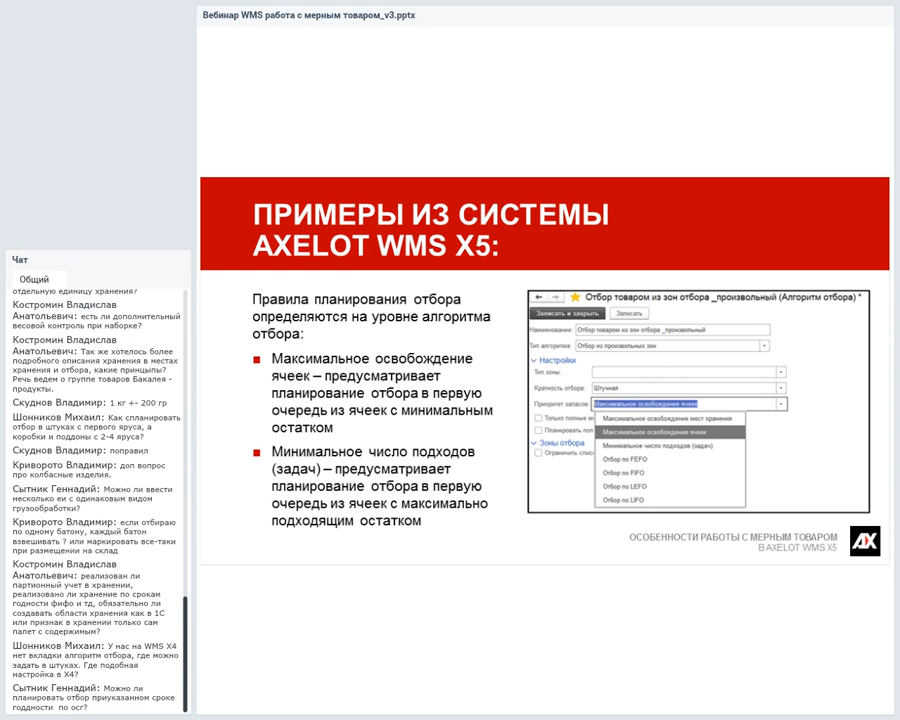 Вебинар WMS работа с мерным товаром_v3.pptx
ПРИМЕРЫ ИЗ СИСТЕМЫ
AXELOT WMS X5:
Правила планирования отбора
определяются на уровне алгоритма
отбора:
Максимальное освобождение
ячеек – предусматривает
планирование отбора в первую
очередь из ячеек с минимальным
остатком
Минимальное число подходов
(задач) – предусматривает
планирование отбора в первую
очередь из ячеек с максимально
подходящим остатком
Отбор товаром из зон отбора _произвольный (Алгоритм отбора) *
Записать и закрыть
Записать
Наименование: Отбор товаром из зон отбора _произвольный
Тип алгоритма: Отбор из произвольных зон
Настройки
Тип зоны:
Кратность отбора: Штучная
Приоритет запасов: Максимальное освобождение ячеек
Только полные м
Максимальное освобождение мест хранения
Планировать поп
Максимальное освобождение ячеек
Зоны отбора
Минимальное число подходов (задач)
Ограничить спис
Отбор по FEFO
Отбор по FIFO
Отбор по LEFO
Отбор по LIFO
ОСОБЕННОСТИ РАБОТЫ С МЕРНЫМ ТОВАРОМ
В AXELOT WMS X5
AX
Чат
Общий
отдельную единицу хранения?
Костромин Владислав
Анатольевич: есть ли дополнительный
весовой контроль при наборке?
Костромин Владислав
Анатольевич: Так же хотелось более
подробного описания хранения в местах
хранения и отбора, какие принцыпы?
Речь ведем о группе товаров Бакалея -
продукты.
Скуднов Владимир: 1 кг +- 200 гр
Шонников Михаил: Как спланировать
отбор в штуках с первого яруса, а
коробки и поддоны с 2-4 яруса?
Скуднов Владимир: поправил
Криворото Владимир: доп вопрос
про колбасные изделия.
Сытник Геннадий: Можно ли ввести
несколько еи с одинаковым видом
грузообработки?
Криворото Владимир: если отбираю
по одному батону, каждый батон
взвешивать ? или маркировать все-таки
при размещении на склад
Костромин Владислав
Анатольевич: реализован ли
партионный учет в хранении,
реализовано ли хранение по срокам
годности фифо и тд, обязательно ли
создавать области хранения как в 1С
или признак в хранении только сам
палет с содержимым?
Шонников Михаил: У нас на WMS X4
нет вкладки алгоритм отбора, где можно
задать в штуках. Где подобная
настройка в X4?
Сытник Геннадий: Можно ли
планировать отбор приуказанном сроке
годдности по осг?